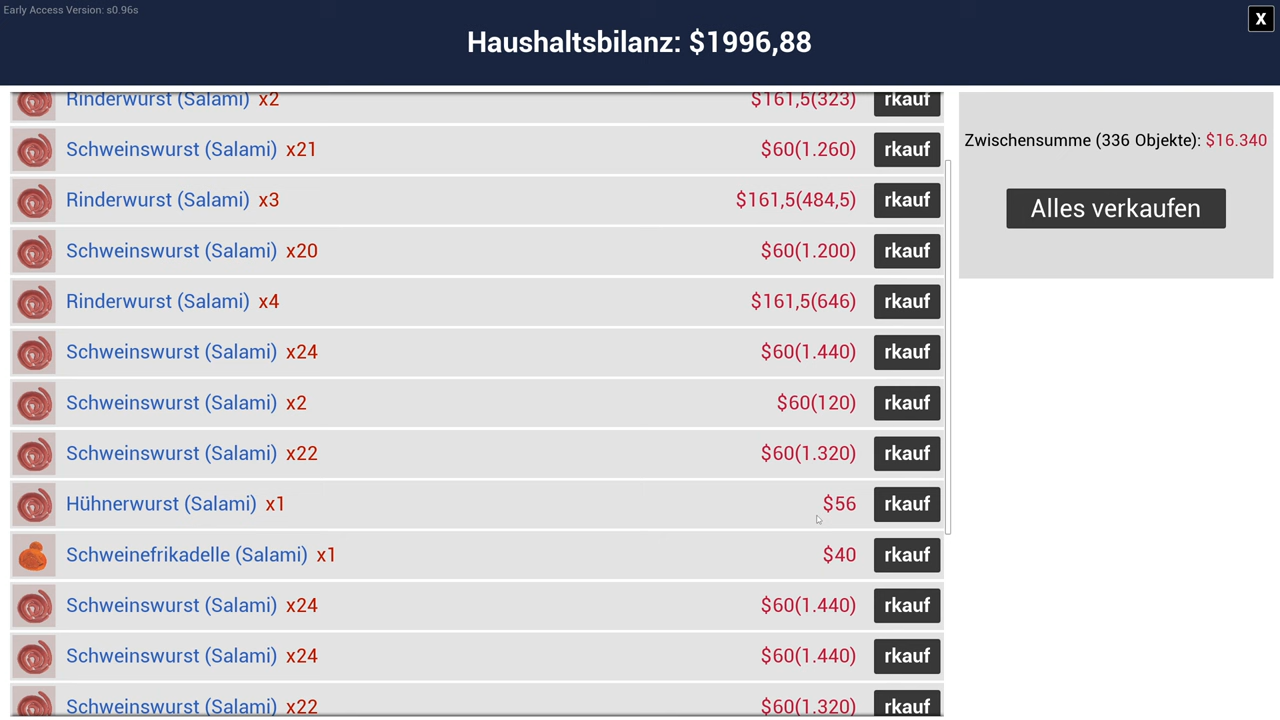 Early Access Version: s0.96s
X
Haushaltsbilanz: $1996,88
Rinderwurst (Salami) x2 $161,5(323) rkauf
Schweinswurst (Salami) x21 $60(1.260) rkauf
Rinderwurst (Salami) x3 $161,5(484,5) rkauf
Schweinswurst (Salami) x20 $60(1.200) rkauf
Rinderwurst (Salami) x4 $161,5(646) rkauf
Schweinswurst (Salami) x24 $60(1.440) rkauf
Schweinswurst (Salami) x2 $60(120) rkauf
Schweinswurst (Salami) x22 $60(1.320) rkauf
Hühnerwurst (Salami) x1 $56 rkauf
Schweinefrikadelle (Salami) x1 $40 rkauf
Schweinswurst (Salami) x24 $60(1.440) rkauf
Schweinswurst (Salami) x24 $60(1.440) rkauf
Schweinswurst (Salami) x22 $60(1.320) rkauf
Zwischensumme (336 Objekte): $16.340
Alles verkaufen